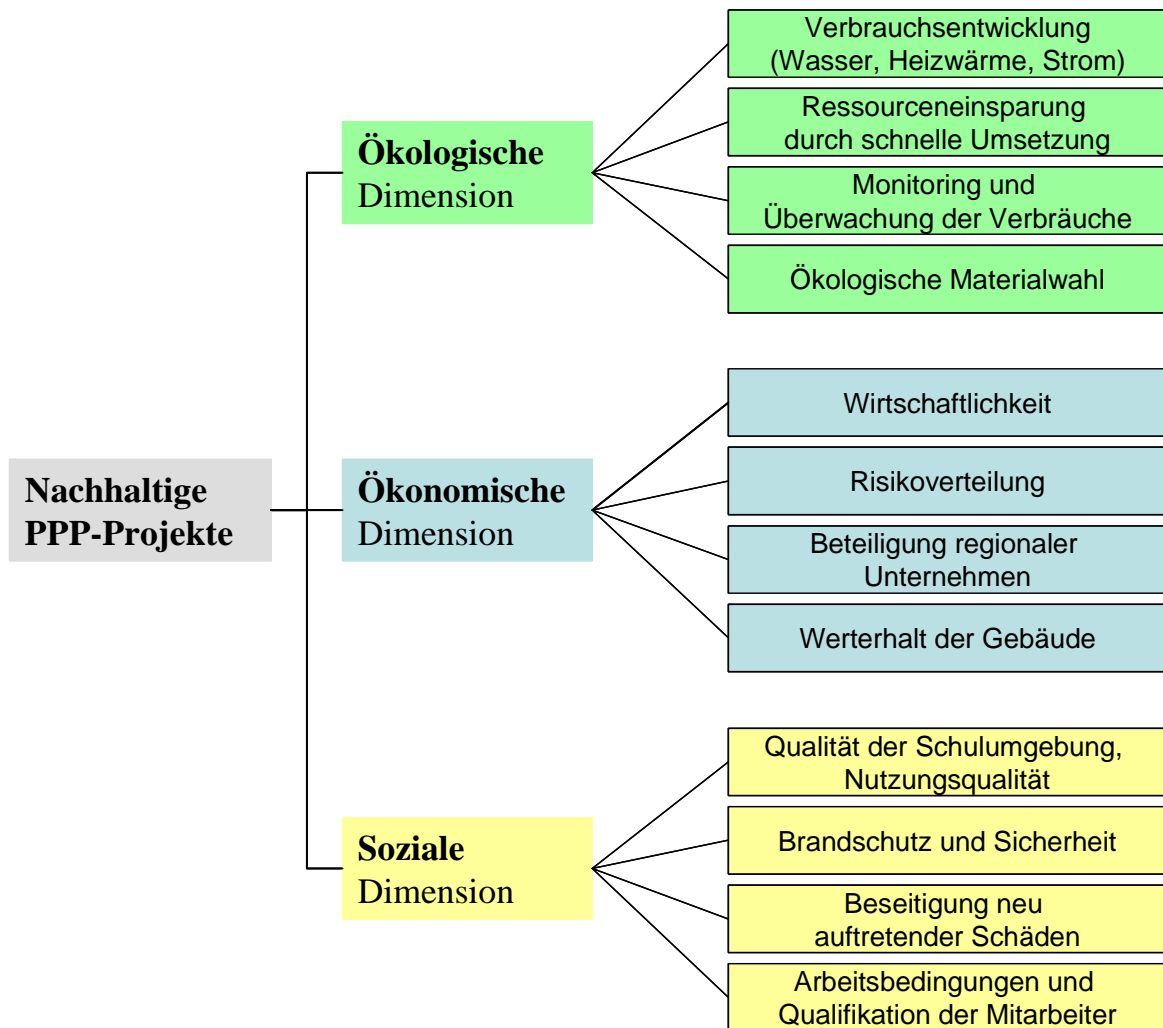 Nachhaltige
PPP-Projekte
Ökologische
Dimension
Verbrauchsentwicklung
(Wasser, Heizwärme, Strom)
Ressourceneinsparung
durch schnelle Umsetzung
Monitoring und
Überwachung der Verbräuche
Ökologische Materialwahl
Ökonomische
Dimension
Wirtschaftlichkeit
Risikoverteilung
Beteiligung regionaler
Unternehmen
Werterhalt der Gebäude
Soziale
Dimension
Qualität der Schulumgebung,
Nutzungsqualität
Brandschutz und Sicherheit
Beseitigung neu
auftretender Schäden
Arbeitsbedingungen und
Qualifikation der Mitarbeiter